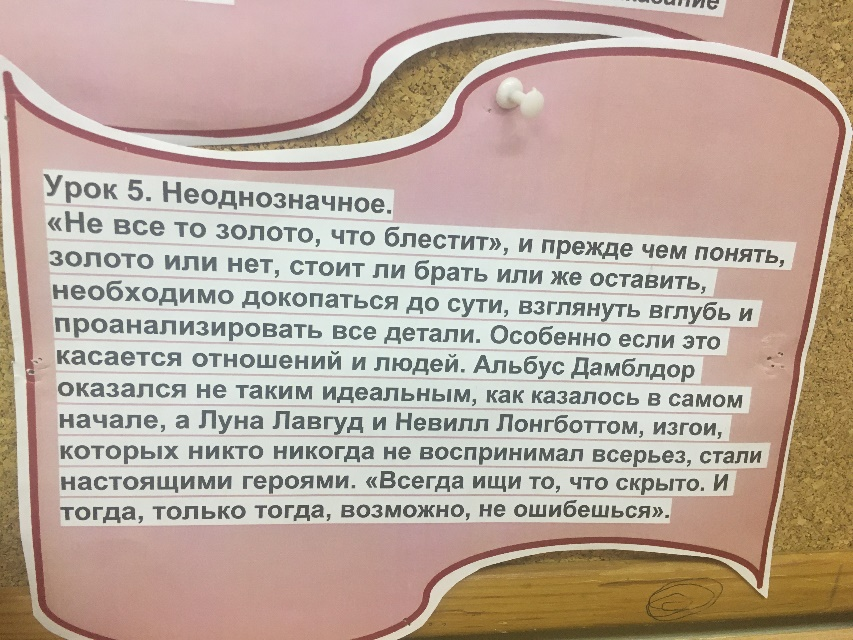 Урок 5. Неоднозначное.
«Не все то золото, что блестит», и прежде чем понять,
золото или нет, стоит ли брать или же оставить,
необходимо докопаться до сути, взглянуть вглубь и
проанализировать все детали. Особенно если это
касается отношений и людей. Альбус Дамблдор
оказался не таким идеальным, как казалось в самом
начале, а Луна Лавгуд и Невилл Лонгботтом, изгои,
которых никто никогда не воспринимал всерьез, стали
настоящими героями. «Всегда ищи то, что скрыто. И
тогда, только тогда, возможно, не ошибешься».